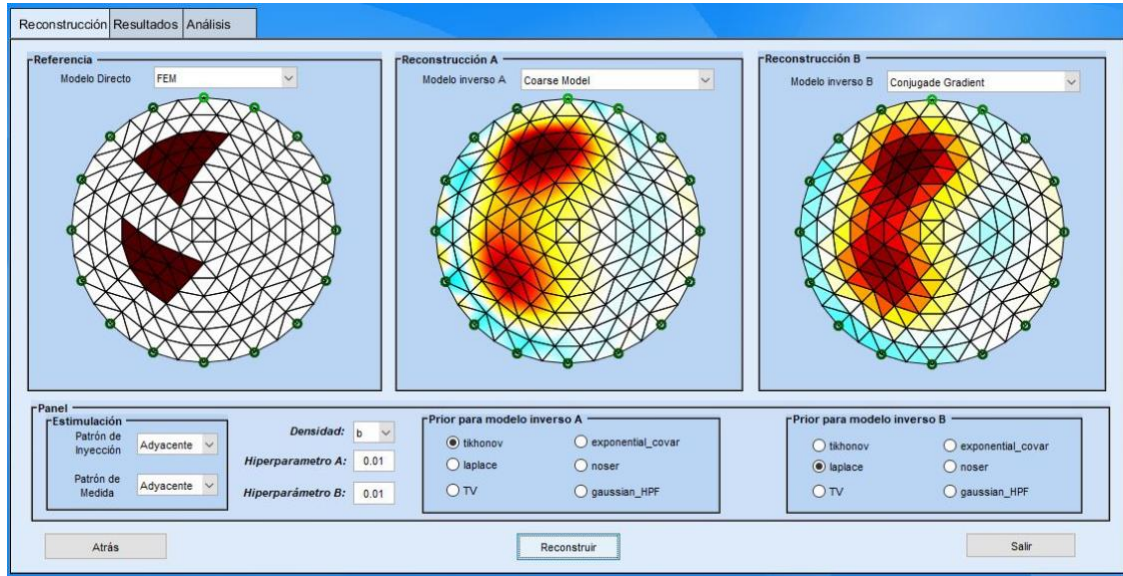 Reconstrucción Resultados Análisis
Referencia
Modelo Directo FEM
Reconstrucción A
Modelo inverso A Coarse Model
Reconstrucción B
Modelo inverso B Conjugade Gradient
Panel
Estimulación
Patrón de Inyección Adyacente
Patrón de Medida Adyacente
Densidad: b
Hiperparametro A: 0.01
Hiperparámetro B: 0.01
Prior para modelo inverso A
tikhonov exponential_covar
laplace noser
TV gaussian_HPF
Prior para modelo inverso B
tikhonov exponential_covar
laplace noser
TV gaussian_HPF
Atrás Reconstruir Salir